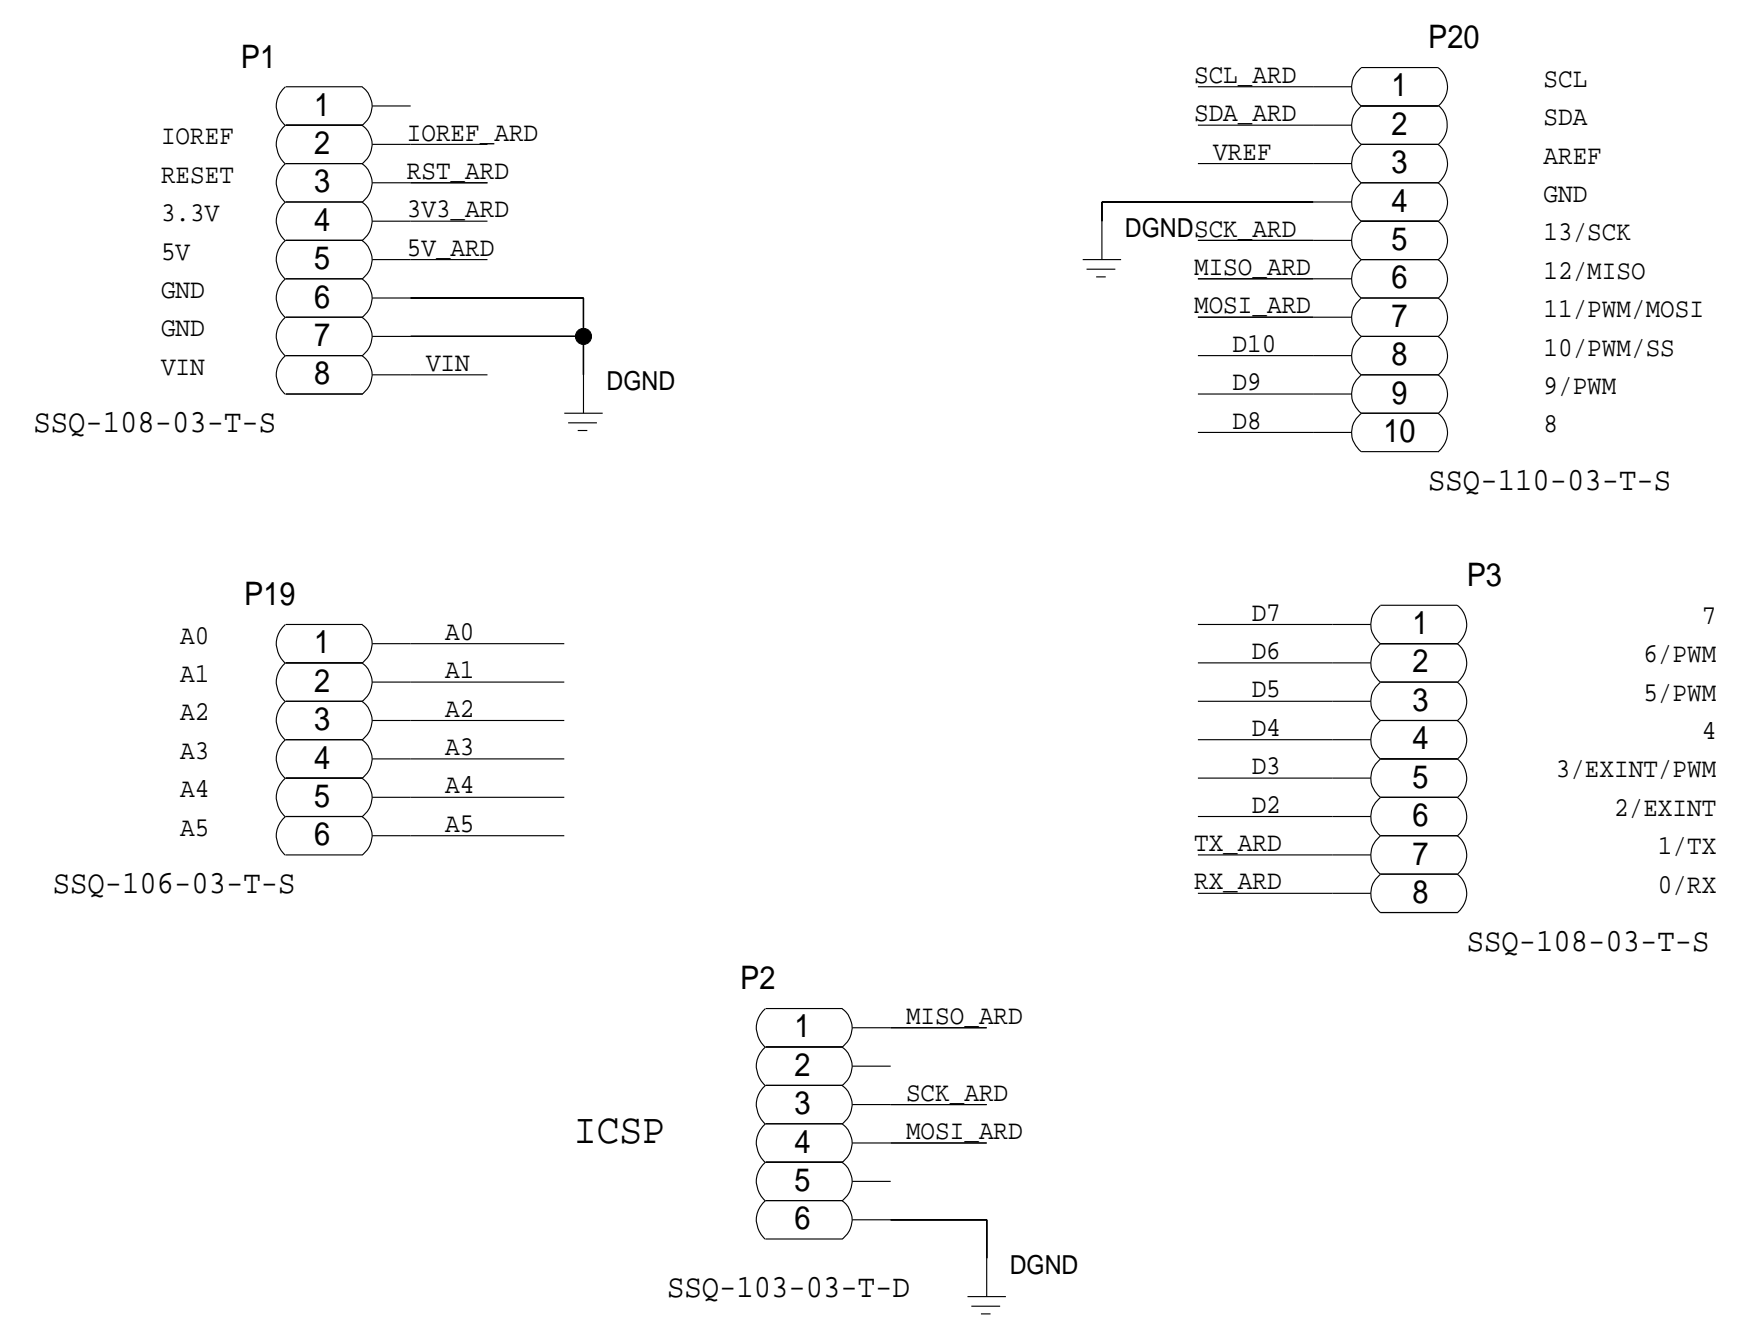 P1
1
IOREF 2 IOREF_ARD
RESET 3 RST_ARD
3.3V 4 3V3_ARD
5V 5 5V_ARD
GND 6
GND 7
VIN 8 VIN
DGND
SSQ-108-03-T-S
P20
SCL_ARD 1 SCL
SDA_ARD 2 SDA
VREF 3 AREF
4 GND
DGND
SCK_ARD 5 13/SCK
MISO_ARD 6 12/MISO
MOSI_ARD 7 11/PWM/MOSI
D10 8 10/PWM/SS
D9 9 9/PWM
D8 10 8
SSQ-110-03-T-S
P19
A0 1 A0
A1 2 A1
A2 3 A2
A3 4 A3
A4 5 A4
A5 6 A5
SSQ-106-03-T-S
P3
D7 1 7
D6 2 6/PWM
D5 3 5/PWM
D4 4 4
D3 5 3/EXINT/PWM
D2 6 2/EXINT
TX_ARD 7 1/TX
RX_ARD 8 0/RX
SSQ-108-03-T-S
P2
1 MISO_ARD
2
3 SCK_ARD
ICSP
4 MOSI_ARD
5
6
DGND
SSQ-103-03-T-D